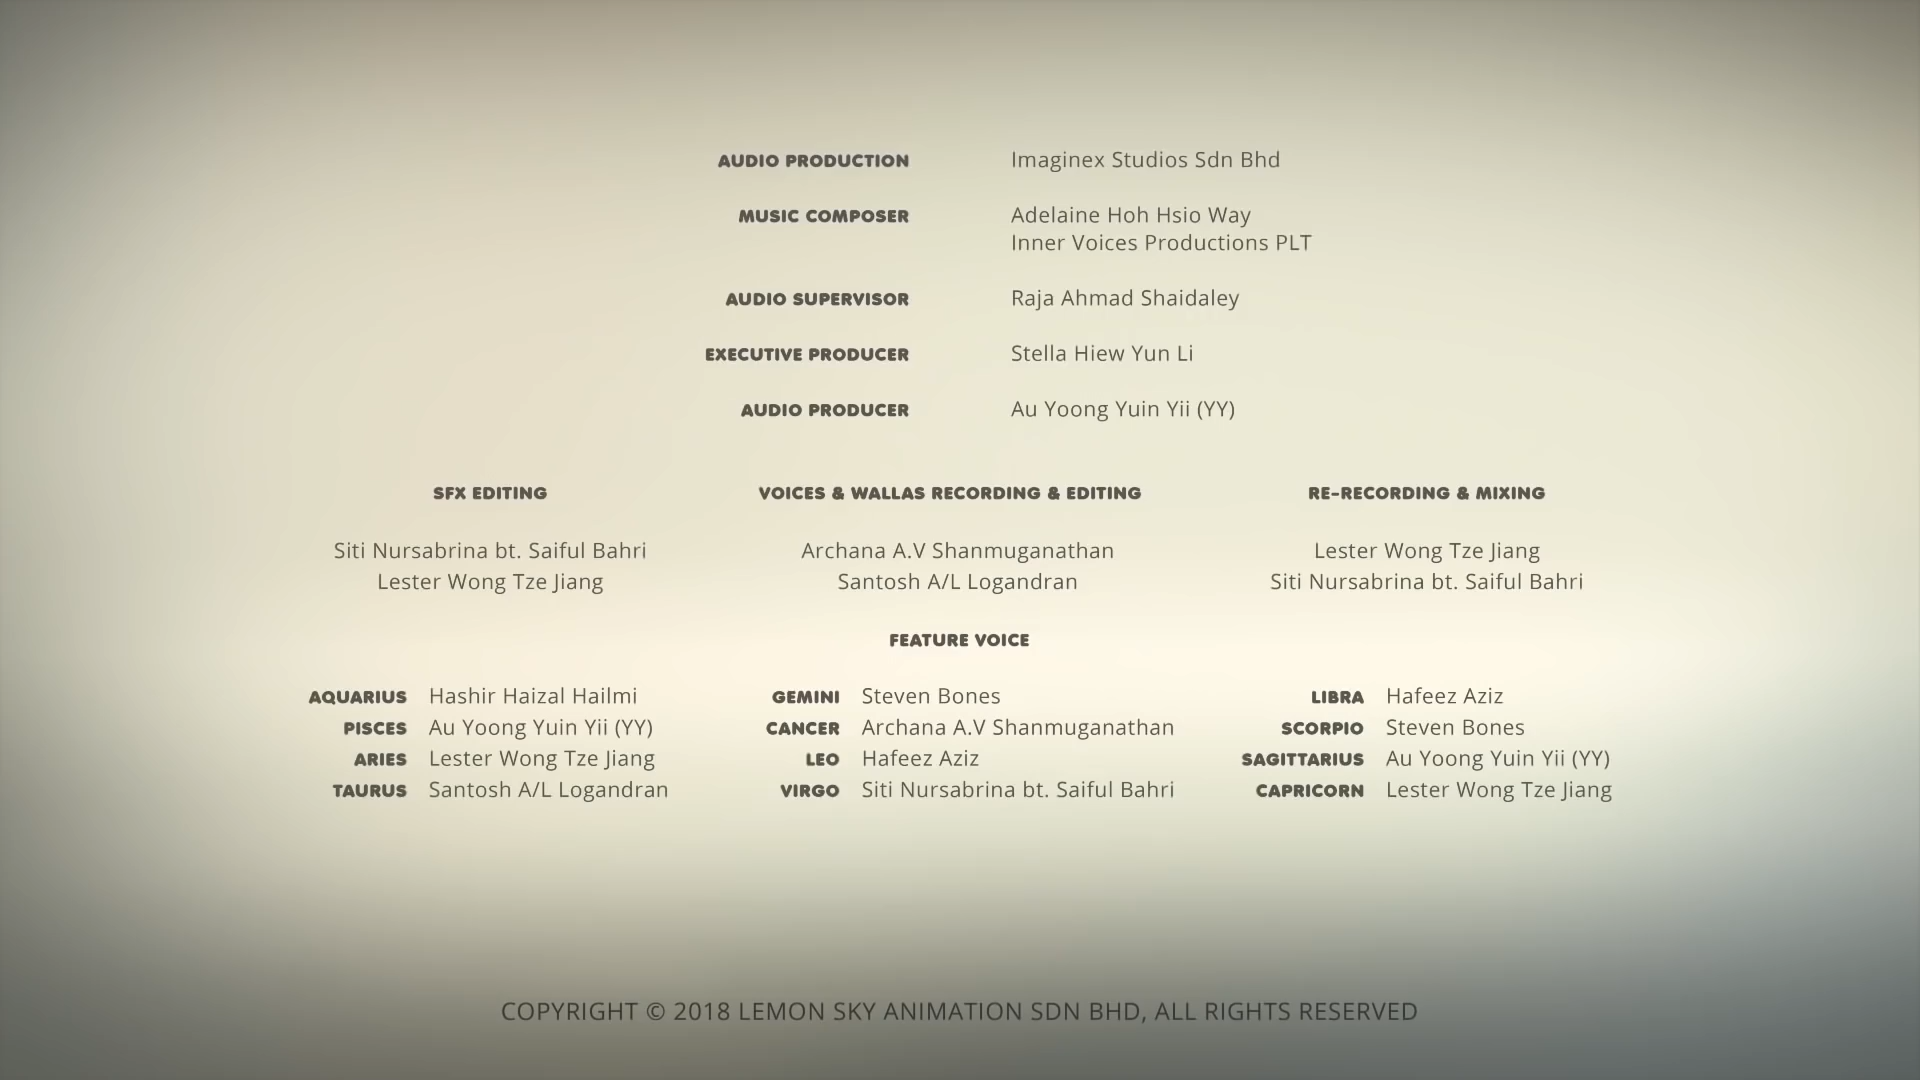 AUDIO PRODUCTION Imaginex Studios Sdn Bhd
MUSIC COMPOSER Adelaine Hoh Hsio Way
Inner Voices Productions PLT
AUDIO SUPERVISOR Raja Ahmad Shaidaley
EXECUTIVE PRODUCER Stella Hiew Yun Li
AUDIO PRODUCER Au Yoong Yuin Yii (YY)
SFX EDITING
Siti Nursabrina bt. Saiful Bahri
Lester Wong Tze Jiang
VOICES & WALLAS RECORDING & EDITING
Archana A.V Shanmuganathan
Santosh A/L Logandran
RE-RECORDING & MIXING
Lester Wong Tze Jiang
Siti Nursabrina bt. Saiful Bahri
FEATURE VOICE
AQUARIUS Hashir Haizal Hailmi
PISCES Au Yoong Yuin Yii (YY)
ARIES Lester Wong Tze Jiang
TAURUS Santosh A/L Logandran
GEMINI Steven Bones
CANCER Archana A.V Shanmuganathan
LEO Hafeez Aziz
VIRGO Siti Nursabrina bt. Saiful Bahri
LIBRA Hafeez Aziz
SCORPIO Steven Bones
SAGITTARIUS Au Yoong Yuin Yii (YY)
CAPRICORN Lester Wong Tze Jiang
COPYRIGHT © 2018 LEMON SKY ANIMATION SDN BHD, ALL RIGHTS RESERVED